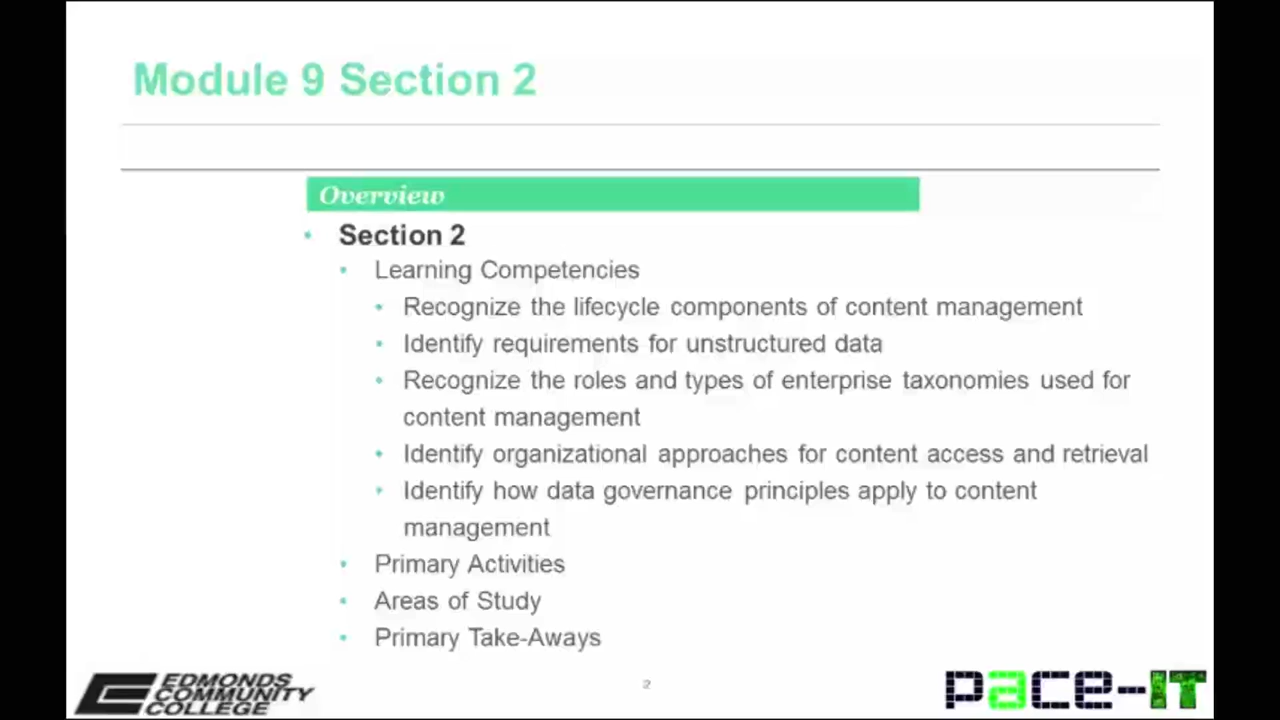 Module 9 Section 2
Overview
• Section 2
• Learning Competencies
• Recognize the lifecycle components of content management
• Identify requirements for unstructured data
• Recognize the roles and types of enterprise taxonomies used for
content management
• Identify organizational approaches for content access and retrieval
• Identify how data governance principles apply to content
management
• Primary Activities
• Areas of Study
• Primary Take-Aways
EDMONDS
COMMUNITY
COLLEGE
2
pace-IT